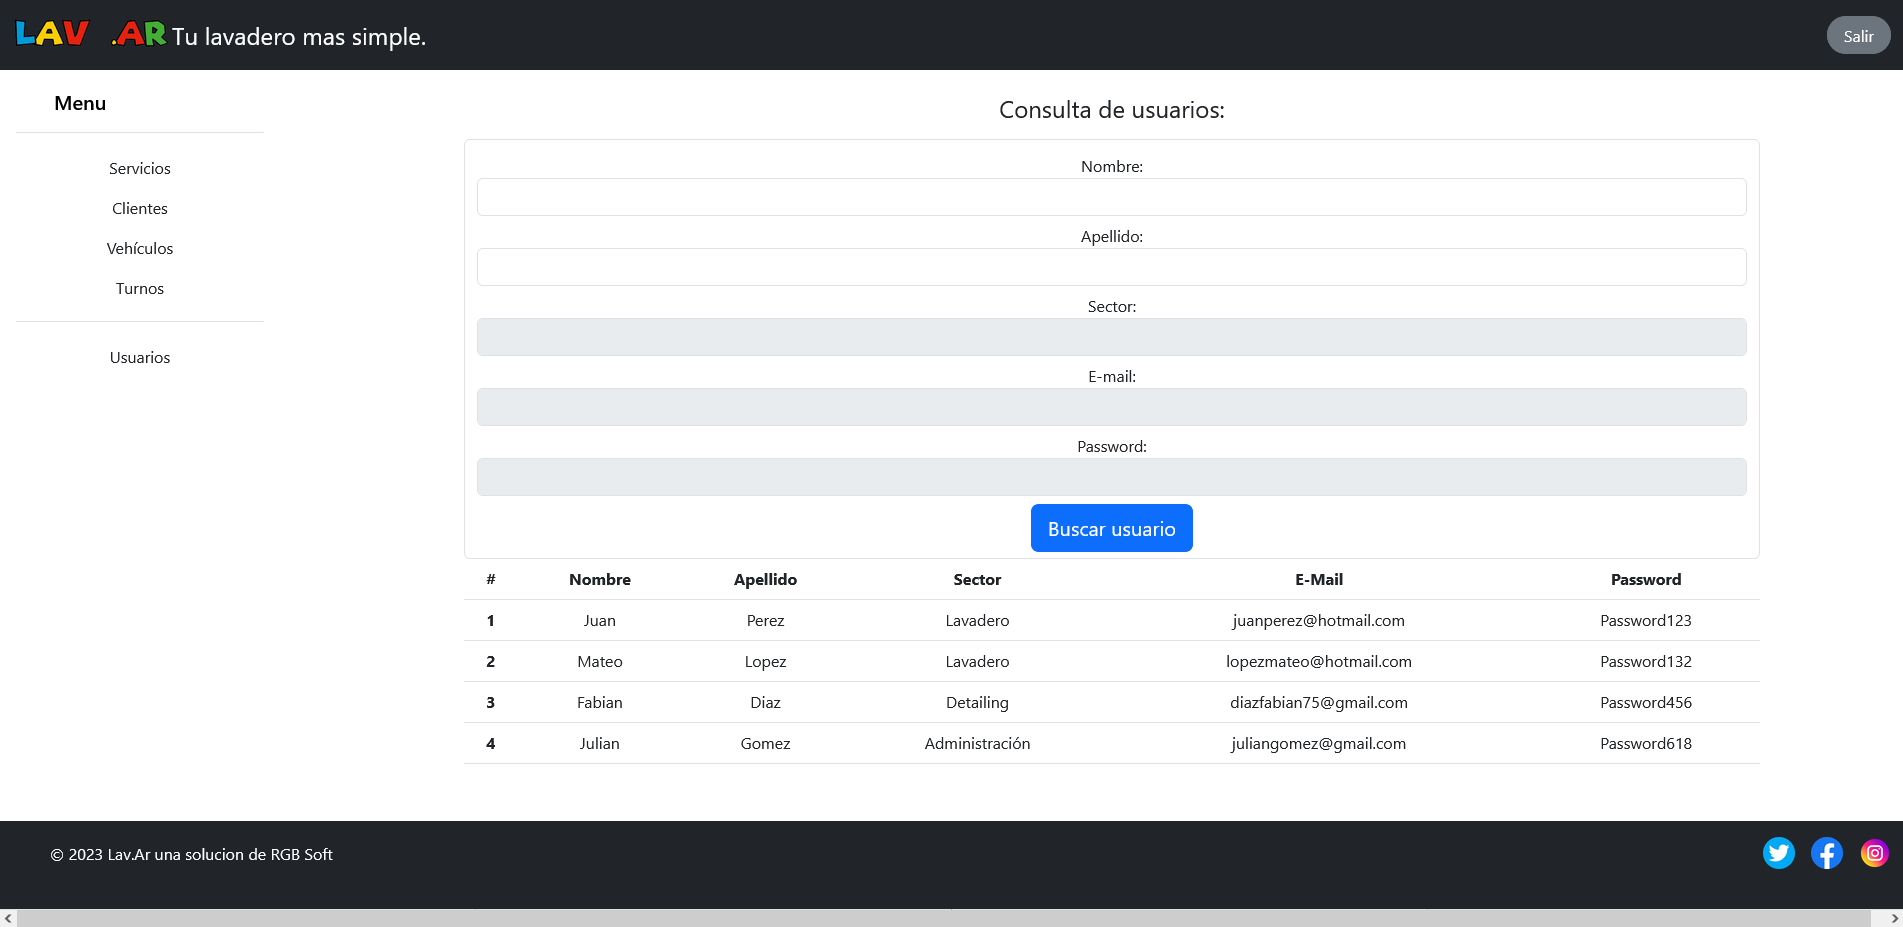 LAV .AR Tu lavadero mas simple.
Salir
Menu
Servicios
Clientes
Vehículos
Turnos
Usuarios
Consulta de usuarios:
Nombre:
Apellido:
Sector:
E-mail:
Password:
Buscar usuario
# Nombre Apellido Sector E-Mail Password
1 Juan Perez Lavadero juanperez@hotmail.com Password123
2 Mateo Lopez Lavadero lopezmateo@hotmail.com Password132
3 Fabian Diaz Detailing diazfabian75@gmail.com Password456
4 Julian Gomez Administración juliangomez@gmail.com Password618
© 2023 Lav.Ar una solucion de RGB Soft